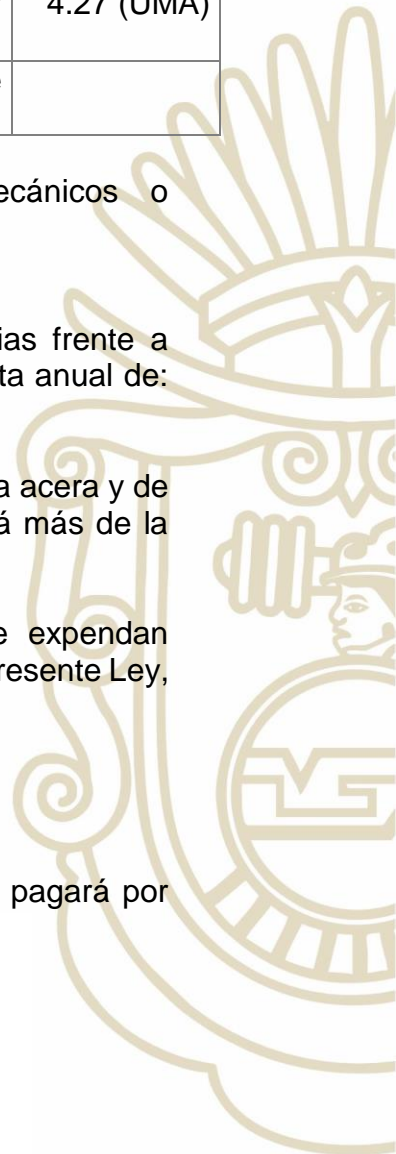 4.27 (UMA)
ecánicos o
ias frente a
ta anual de:
a acera y de
á más de la
e expendan
resente Ley,
pagará por